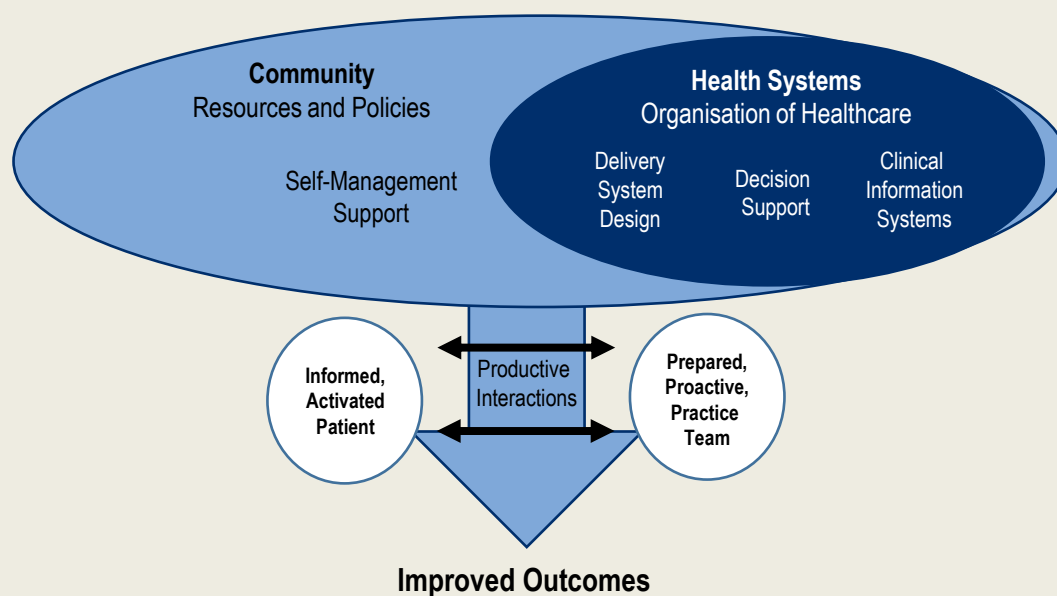 Community
Resources and Policies
Self-Management
Support
Health Systems
Organisation of Healthcare
Delivery
System
Design
Decision
Support
Clinical
Information
Systems
Informed,
Activated
Patient
Productive
Interactions
Prepared,
Proactive,
Practice
Team
Improved Outcomes